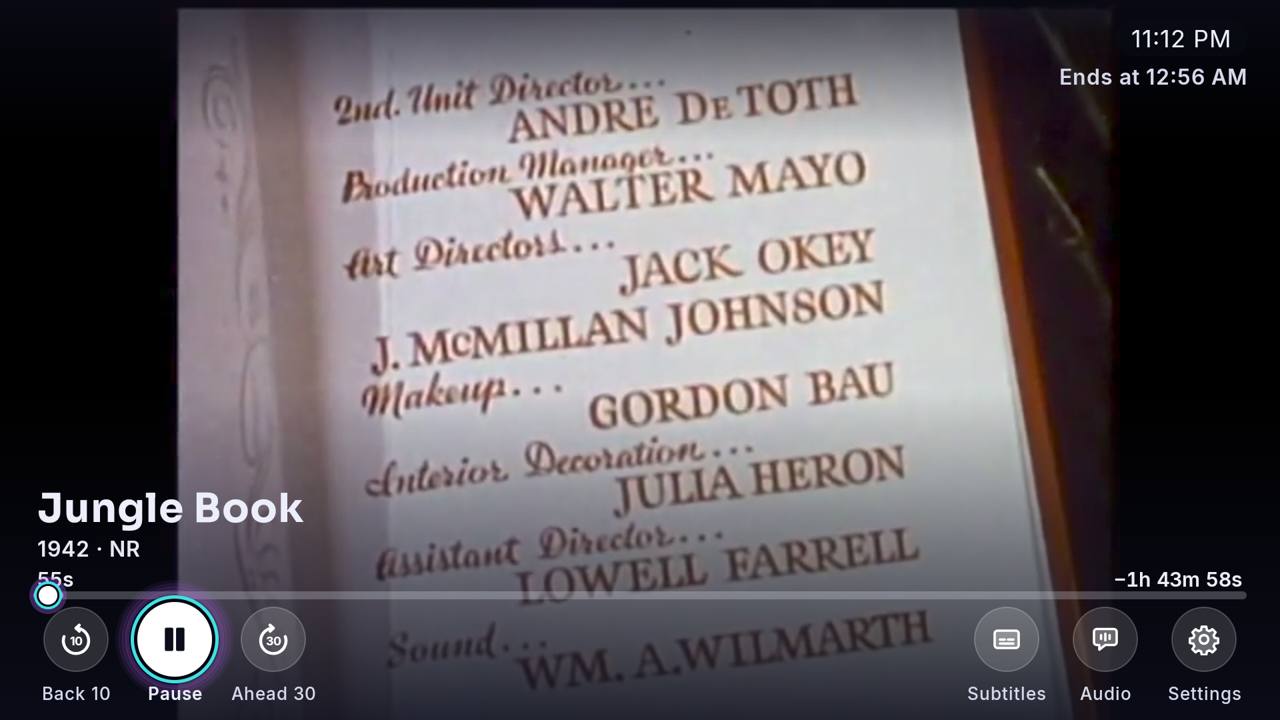 11:12 PM
Ends at 12:56 AM
2nd. Unit Director....
ANDRE DE TOTH
Production Manager...
WALTER MAYO
Art Directors...
JACK OKEY
J. McMILLAN JOHNSON
Makeup...
GORDON BAU
Interior Decoration...
JULIA HERON
Assistant Director...
LOWELL FARRELL
Sound...
WM. A. WILMARTH
Jungle Book
1942 · NR
55s
−1h 43m 58s
10
30
Back 10
Pause
Ahead 30
Subtitles
Audio
Settings